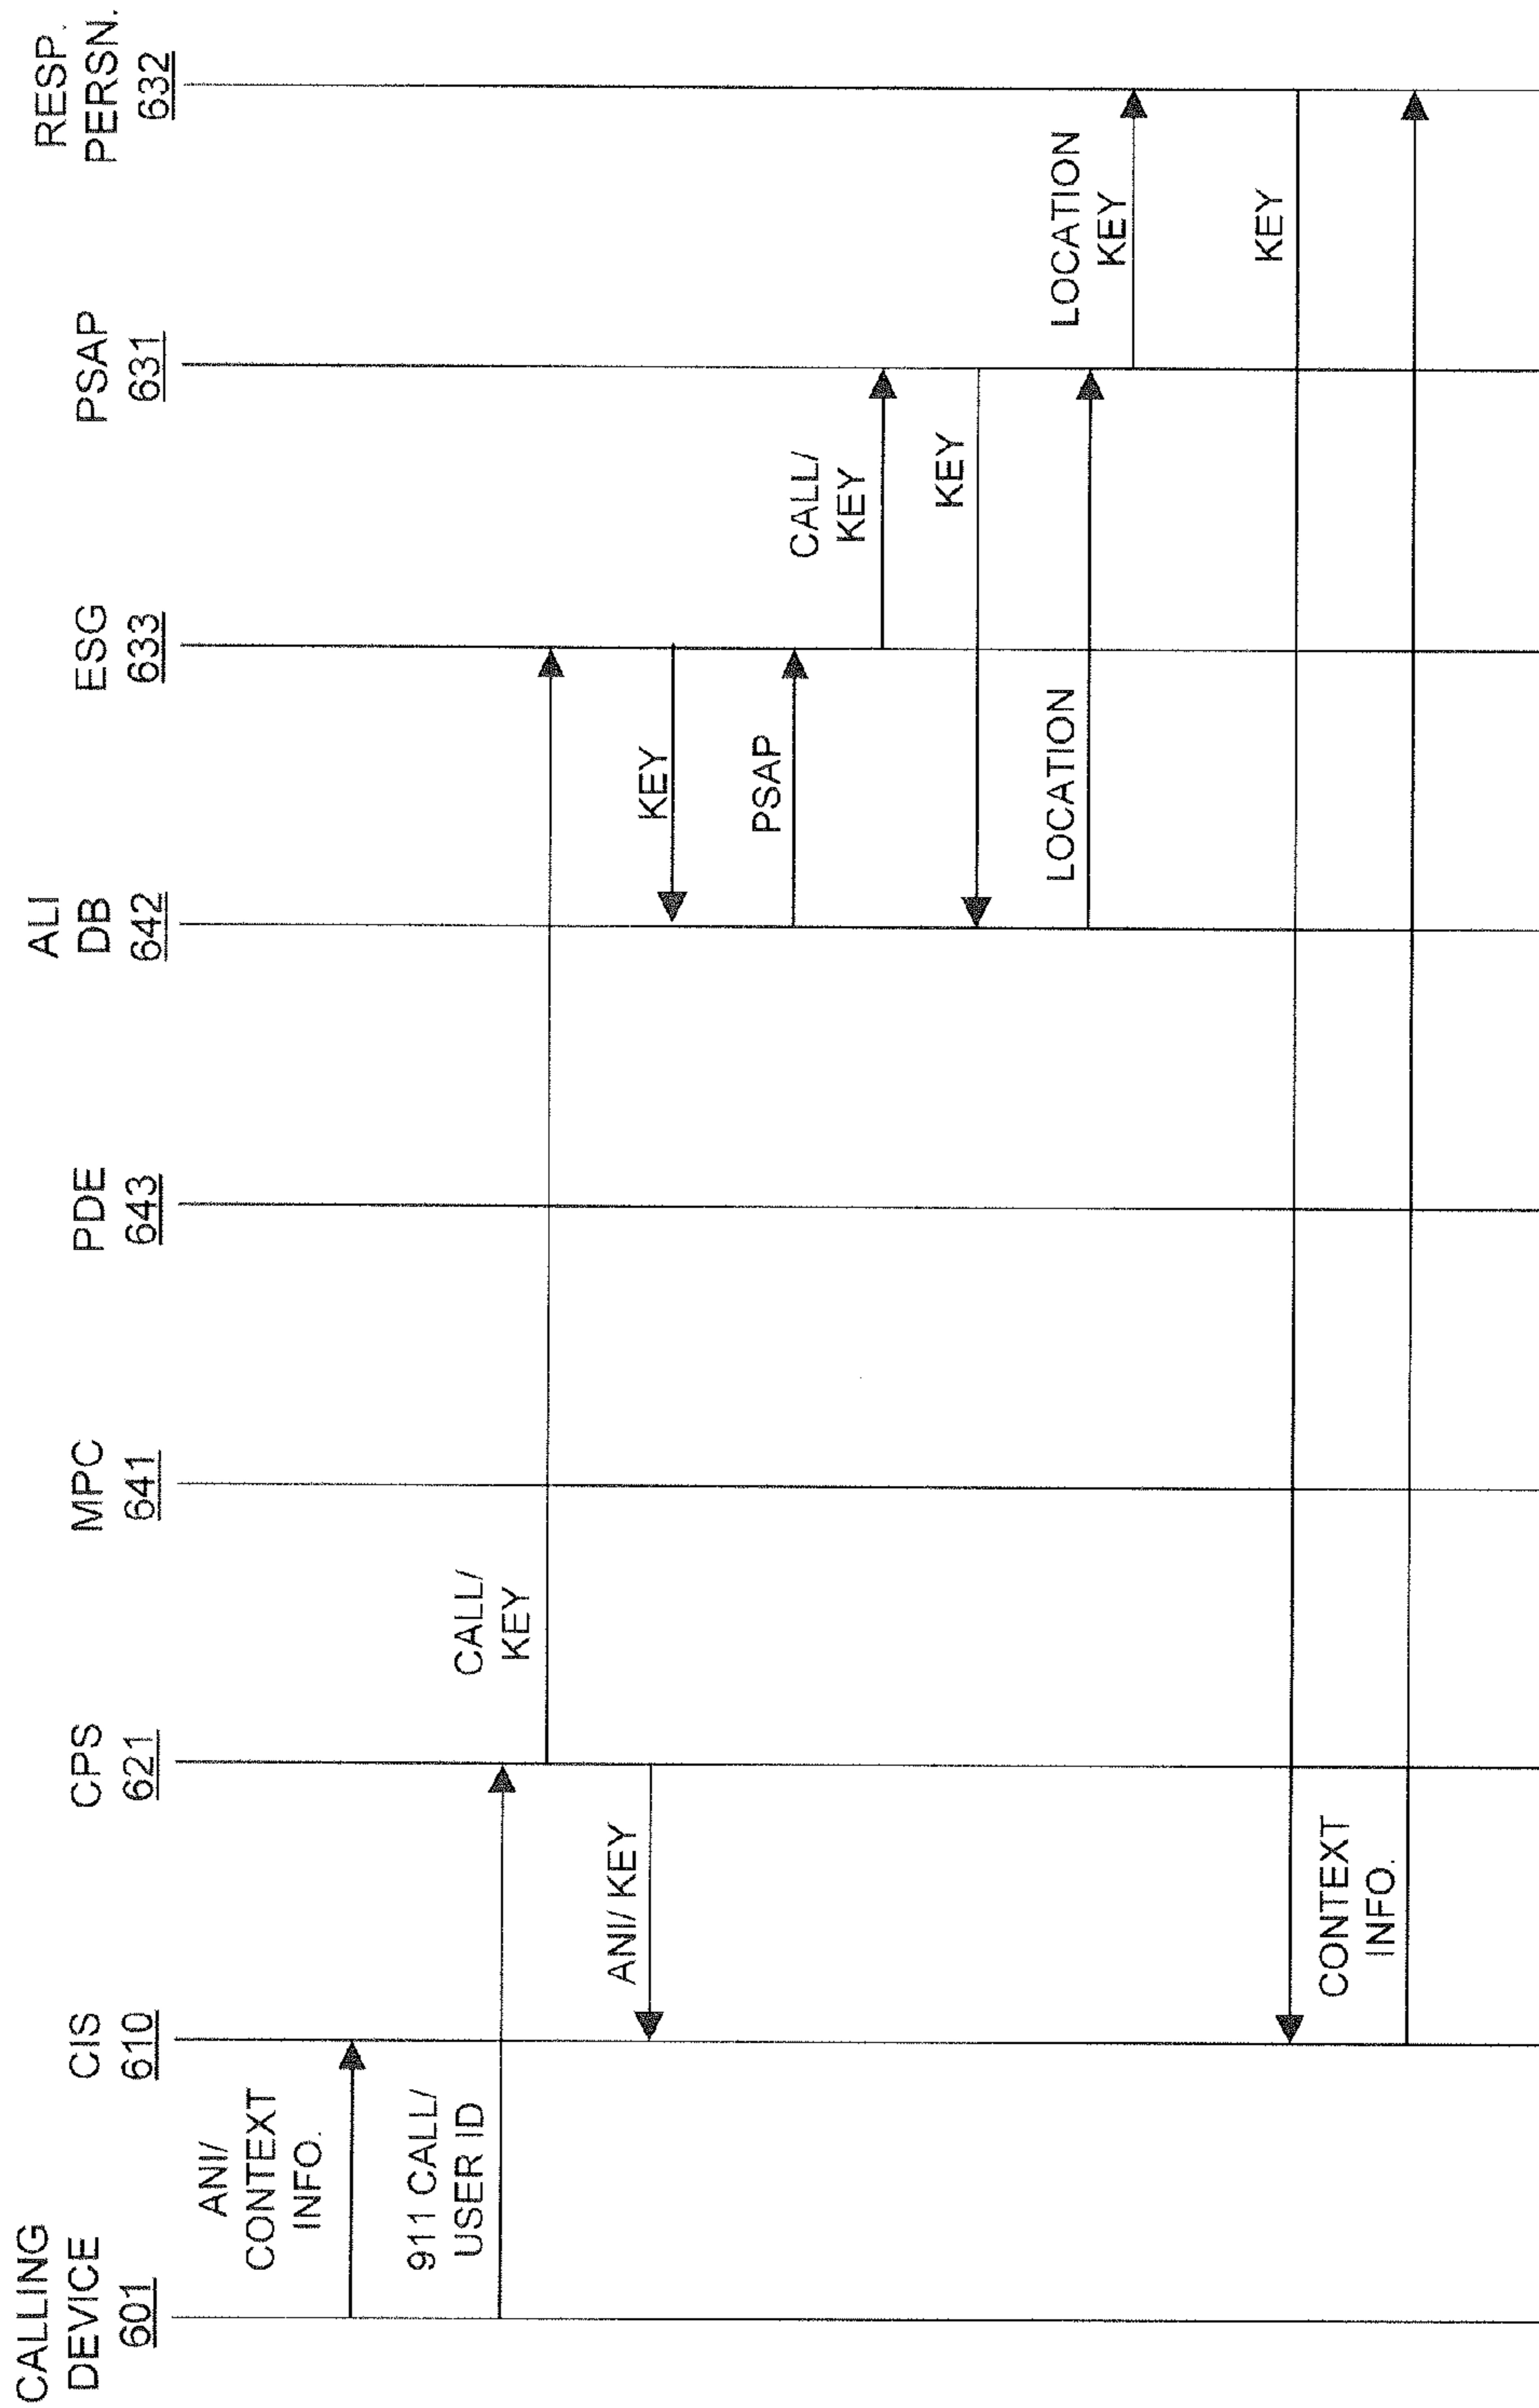 CALLING
DEVICE
601
CIS
610
CPS
621
MPC
641
PDE
643
ALI
DB
642
ESG
633
PSAP
631
RESP.
PERSN.
632
ANI/
CONTEXT
INFO.
911 CALL/
USER ID
CALL/
KEY
ANI/ KEY
KEY
PSAP
CALL/
KEY
KEY
LOCATION
LOCATION
KEY
KEY
CONTEXT
INFO.